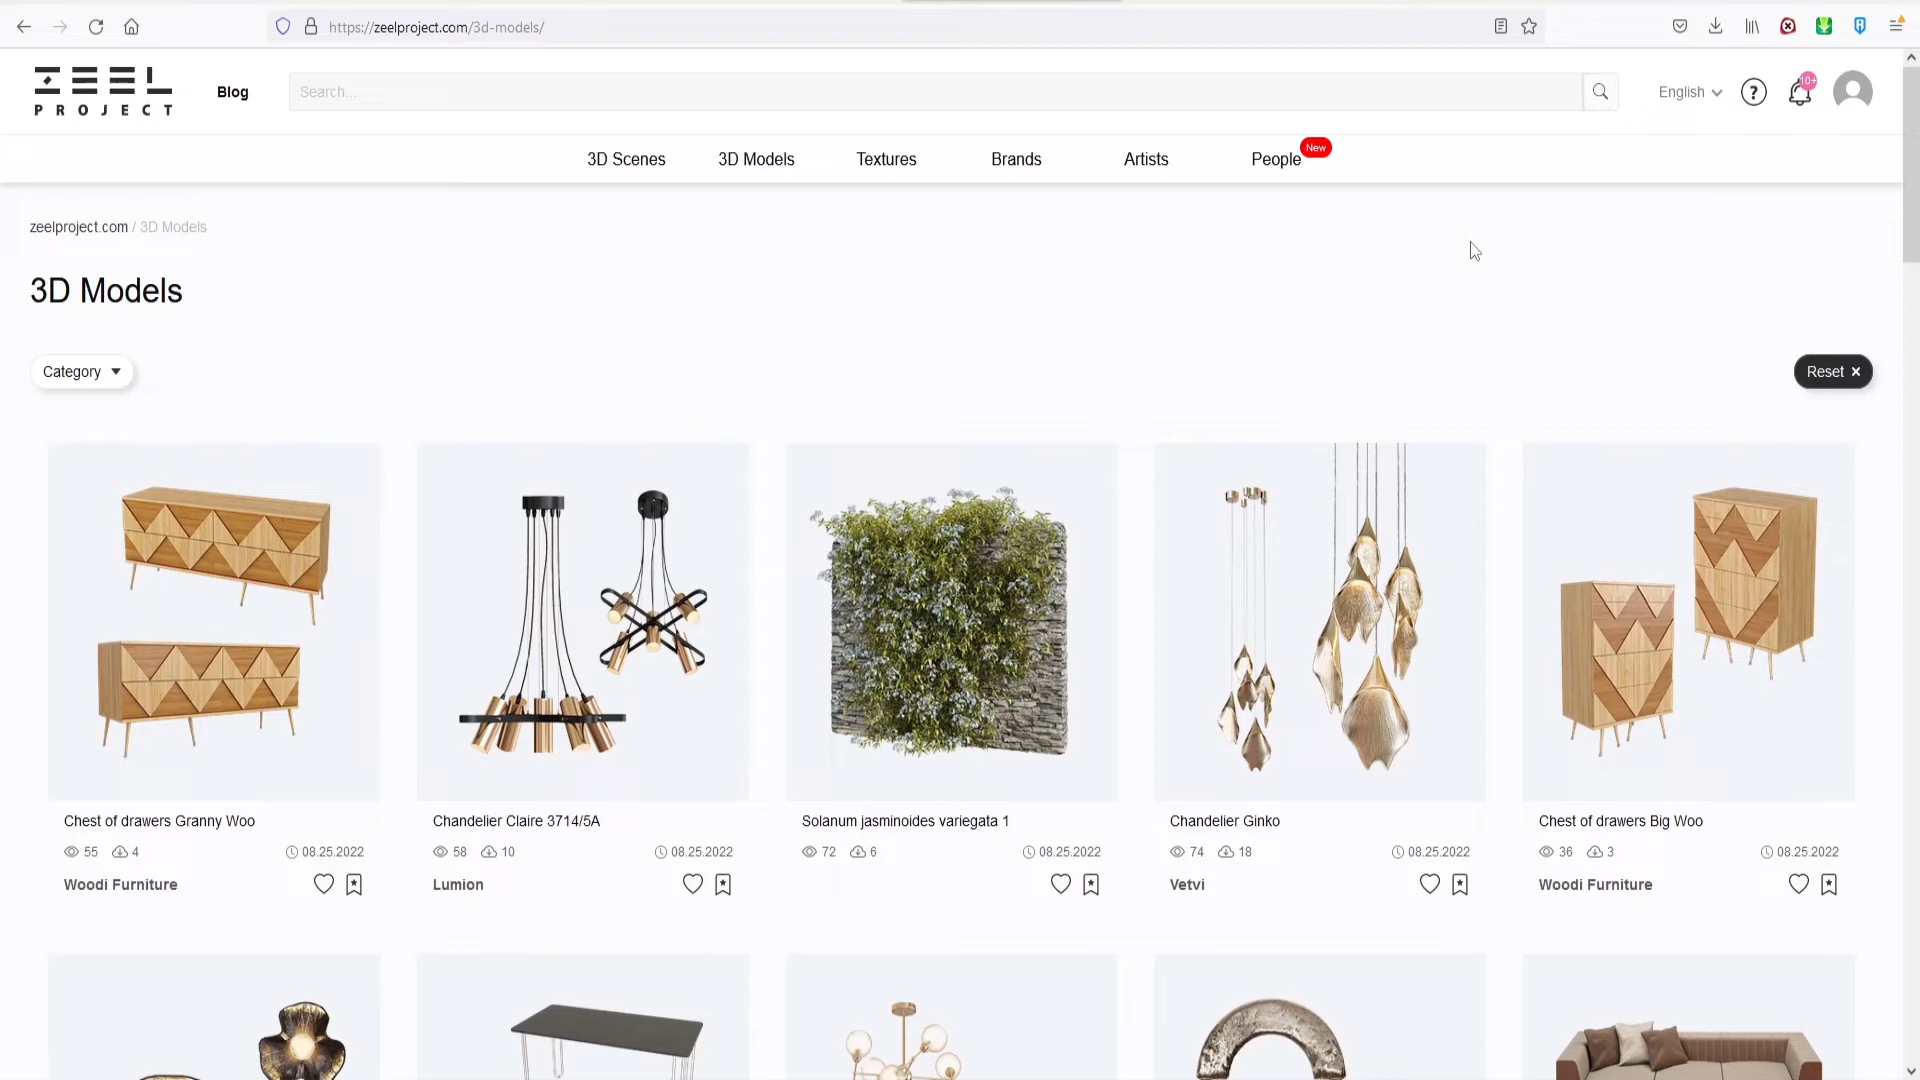 https://zeelproject.com/3d-models/
ZEEL
PROJECT
Blog
Search...
English
?
10+
3D Scenes
3D Models
Textures
Brands
Artists
People
New
zeelproject.com / 3D Models
3D Models
Category
Reset ×
Chest of drawers Granny Woo
55 4 08.25.2022
Woodi Furniture
Chandelier Claire 3714/5A
58 10 08.25.2022
Lumion
Solanum jasminoides variegata 1
72 6 08.25.2022
Chandelier Ginko
74 18 08.25.2022
Vetvi
Chest of drawers Big Woo
36 3 08.25.2022
Woodi Furniture